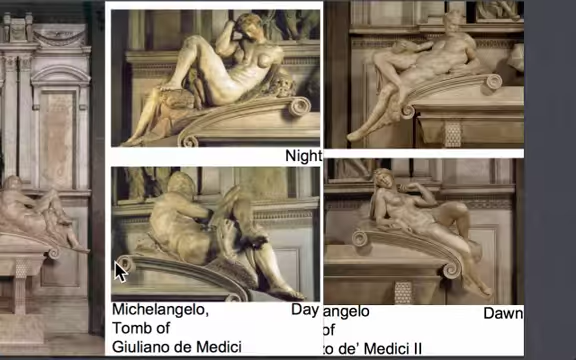 Night
Michelangelo,
Day
Tomb of
Giuliano de Medici
angelo
Dawn
of
de’ Medici II